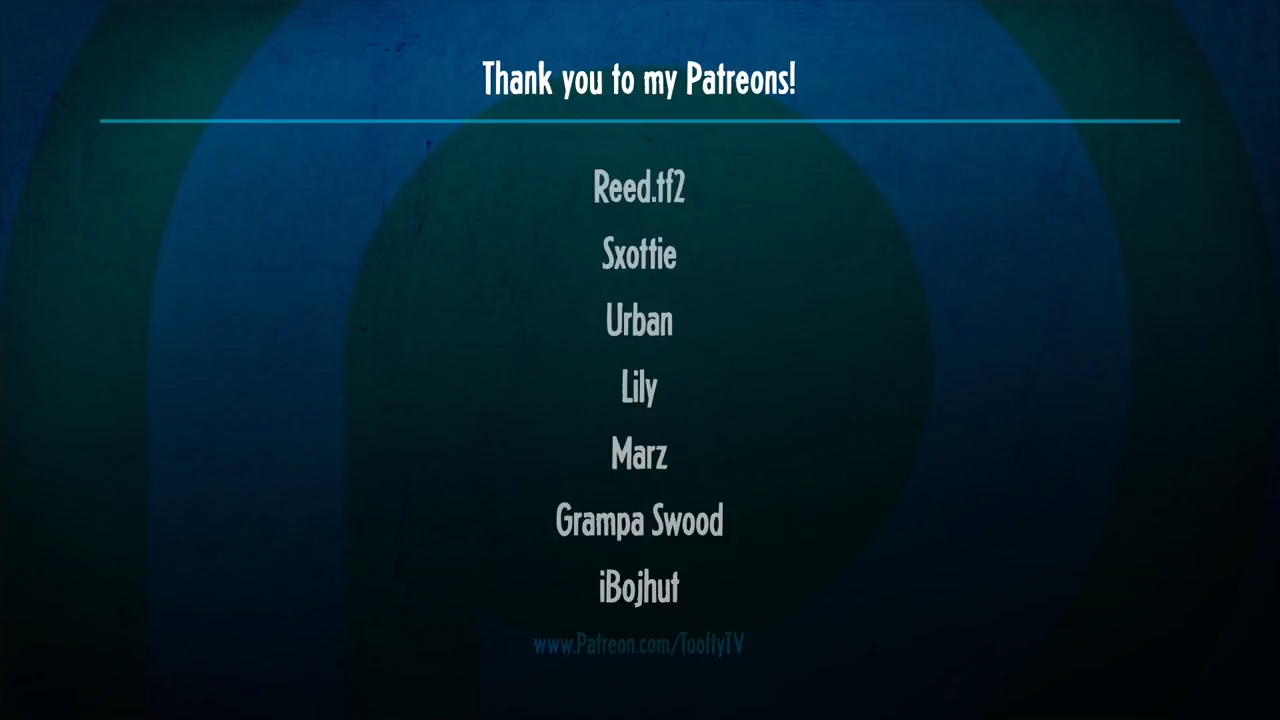 Thank you to my Patreons!
Reed.tf2
Sxottie
Urban
Lily
Marz
Grampa Swood
iBojhut
www.Patreon.com/TooftyTV